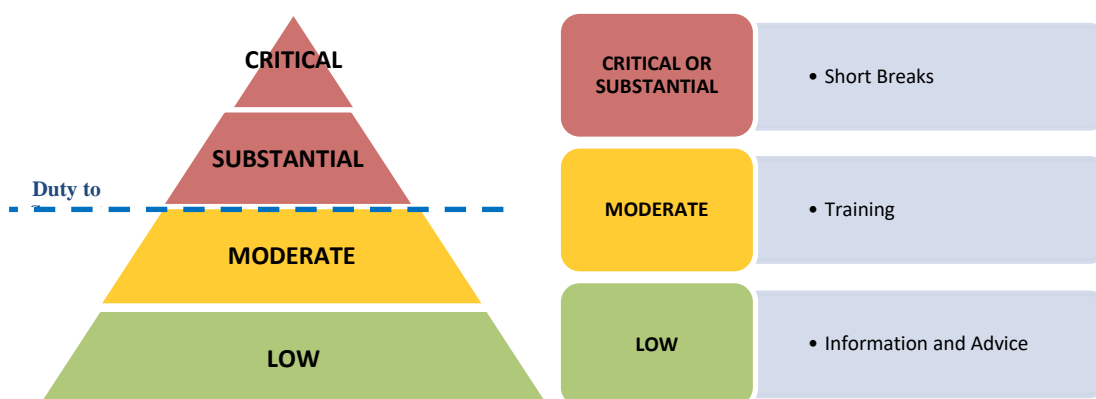 CRITICAL
SUBSTANTIAL
Duty to
MODERATE
LOW
CRITICAL OR
SUBSTANTIAL
• Short Breaks
MODERATE
• Training
LOW
• Information and Advice